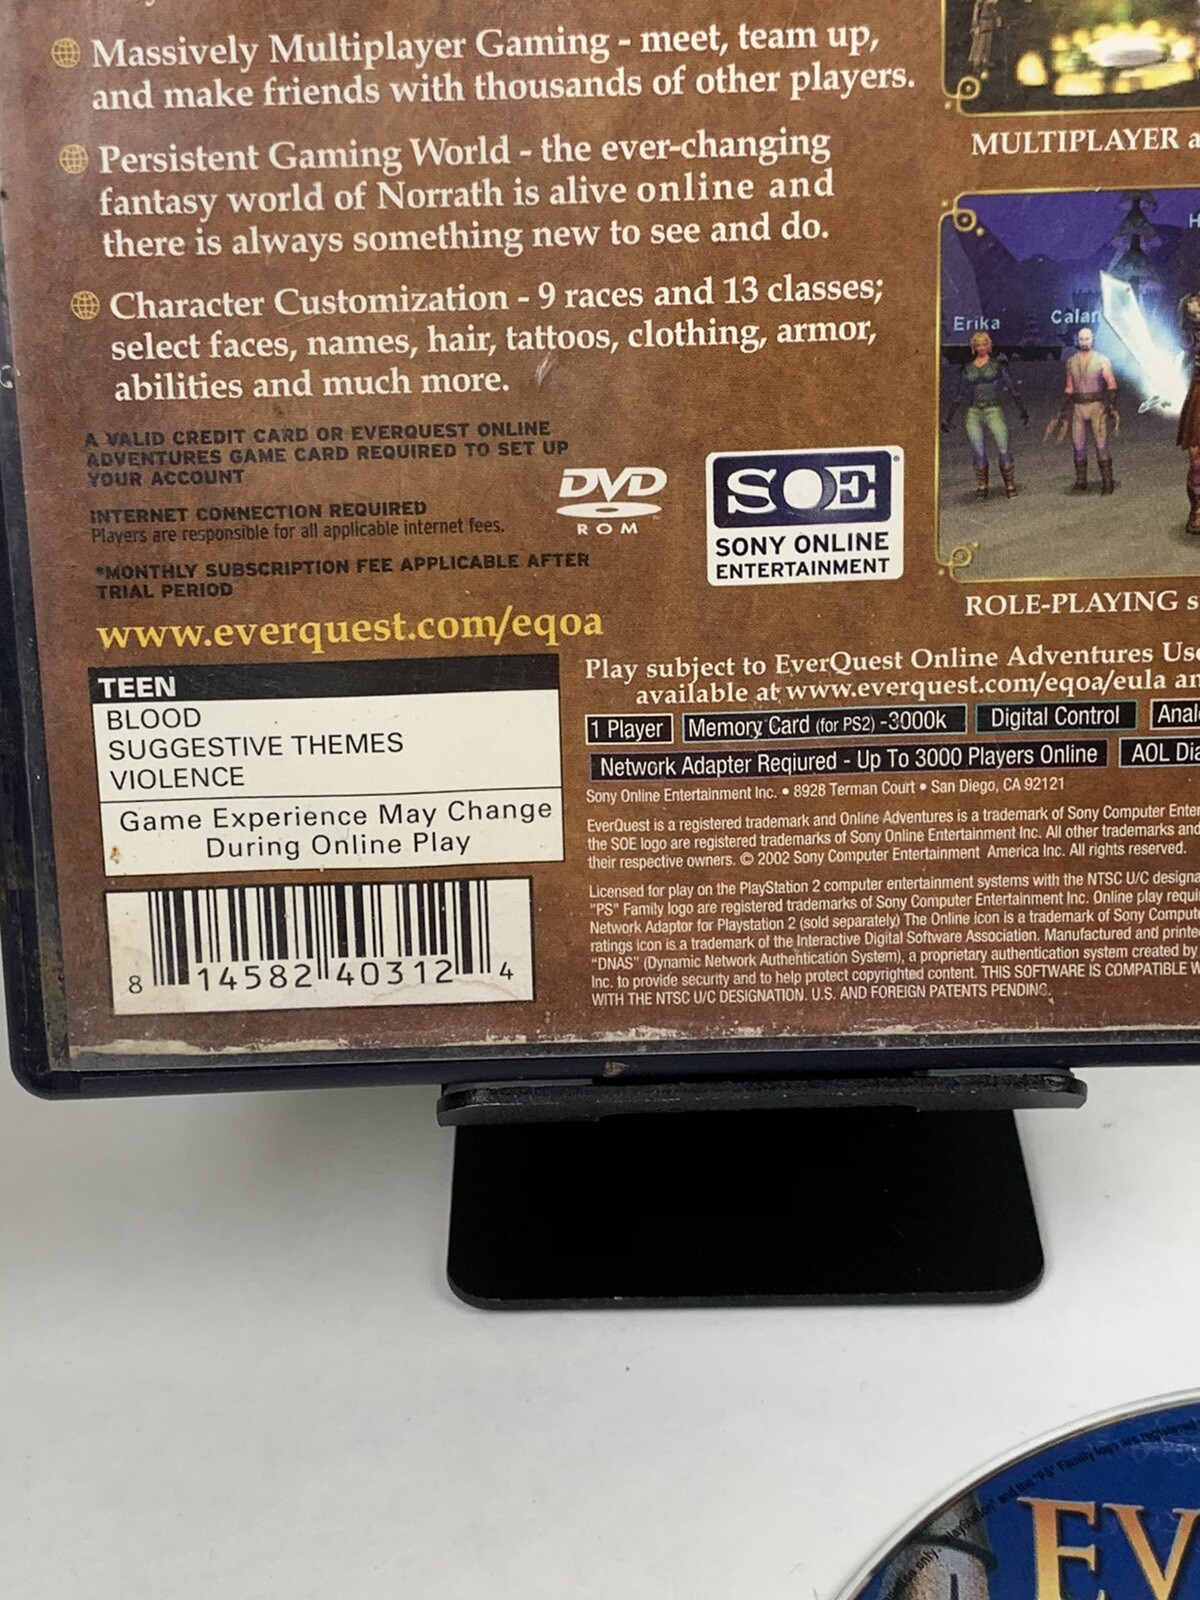 Massively Multiplayer Gaming - meet, team up,
and make friends with thousands of other players.
Persistent Gaming World - the ever-changing
fantasy world of Norrath is alive online and
there is always something new to see and do.
Character Customization - 9 races and 13 classes;
select faces, names, hair, tattoos, clothing, armor,
abilities and much more.
A VALID CREDIT CARD OR EVERQUEST ONLINE
ADVENTURES GAME CARD REQUIRED TO SET UP
YOUR ACCOUNT
INTERNET CONNECTION REQUIRED
Players are responsible for all applicable internet fees.
*MONTHLY SUBSCRIPTION FEE APPLICABLE AFTER
TRIAL PERIOD
www.everquest.com/eqoa
DVD
ROM
SOE
SONY ONLINE
ENTERTAINMENT
MULTIPLAYER
Erika
ROLE-PLAYING
TEEN
BLOOD
SUGGESTIVE THEMES
VIOLENCE
Game Experience May Change
During Online Play
8 14582 40312 4
Play subject to EverQuest Online Adventures
available at www.everquest.com/eqoa/eula
1 Player
Memory Card (for PS2) -3000k
Digital Control
Network Adapter Reqiured - Up To 3000 Players Online
AOL
Sony Online Entertainment Inc. • 8928 Terman Court • San Diego, CA 92121
EverQuest is a registered trademark and Online Adventures is a trademark of Sony Computer
the SOE logo are registered trademarks of Sony Online Entertainment Inc. All other trademarks and
their respective owners. © 2002 Sony Computer Entertainment America Inc. All rights reserved.
Licensed for play on the PlayStation 2 computer entertainment systems with the NTSC U/C
"PS" Family logo are registered trademarks of Sony Computer Entertainment Inc. Online play
Network Adaptor for Playstation 2 (sold separately) The Online icon is a trademark of Sony
ratings icon is a trademark of the Interactive Digital Software Association. Manufactured and
"DNAS" (Dynamic Network Authentication System), a proprietary authentication system created by
Inc. to provide security and to help protect copyrighted content. THIS SOFTWARE IS COMPATIBLE
WITH THE NTSC U/C DESIGNATION. U.S. AND FOREIGN PATENTS PENDING.
and the "PS" Family logo are registered
EV